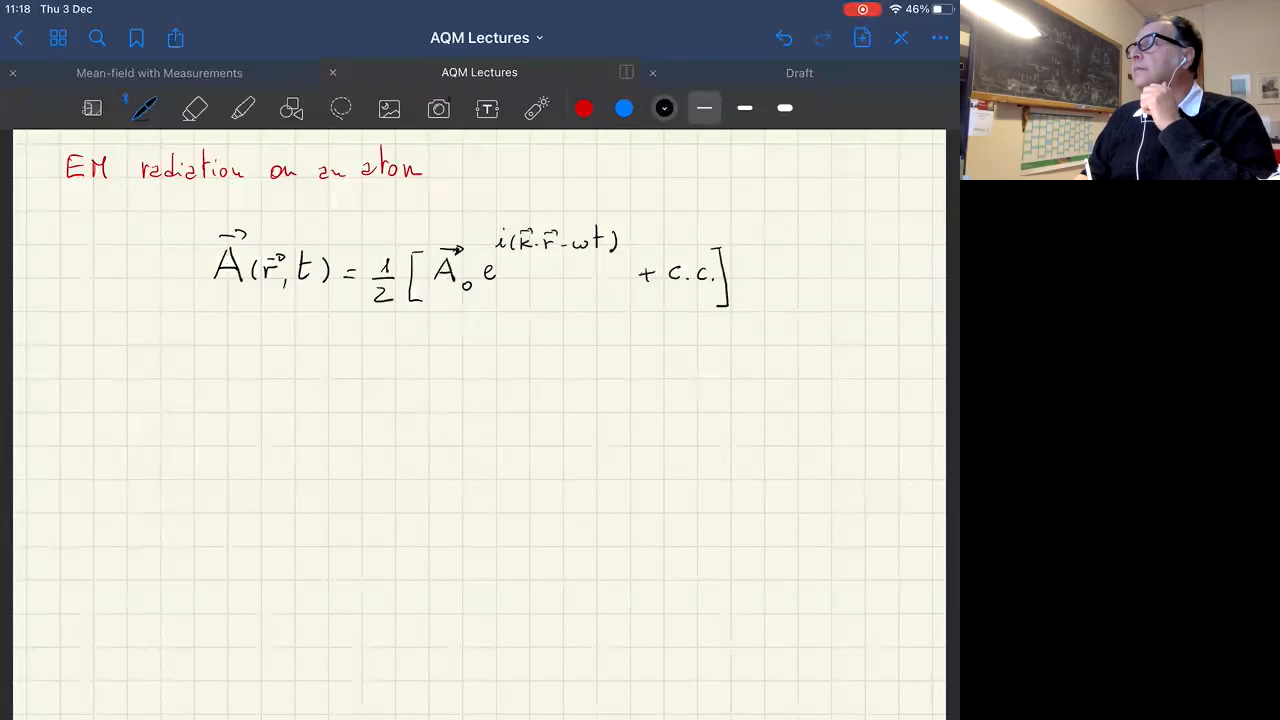 11:18 Thu 3 Dec 46%
AQM Lectures
Mean-field with Measurements AQM Lectures Draft
EM radiation on an atom
A⃗(r⃗,t) = 1/2 [A⃗₀ e^{i(k⃗·r⃗-ωt)} + c.c.]